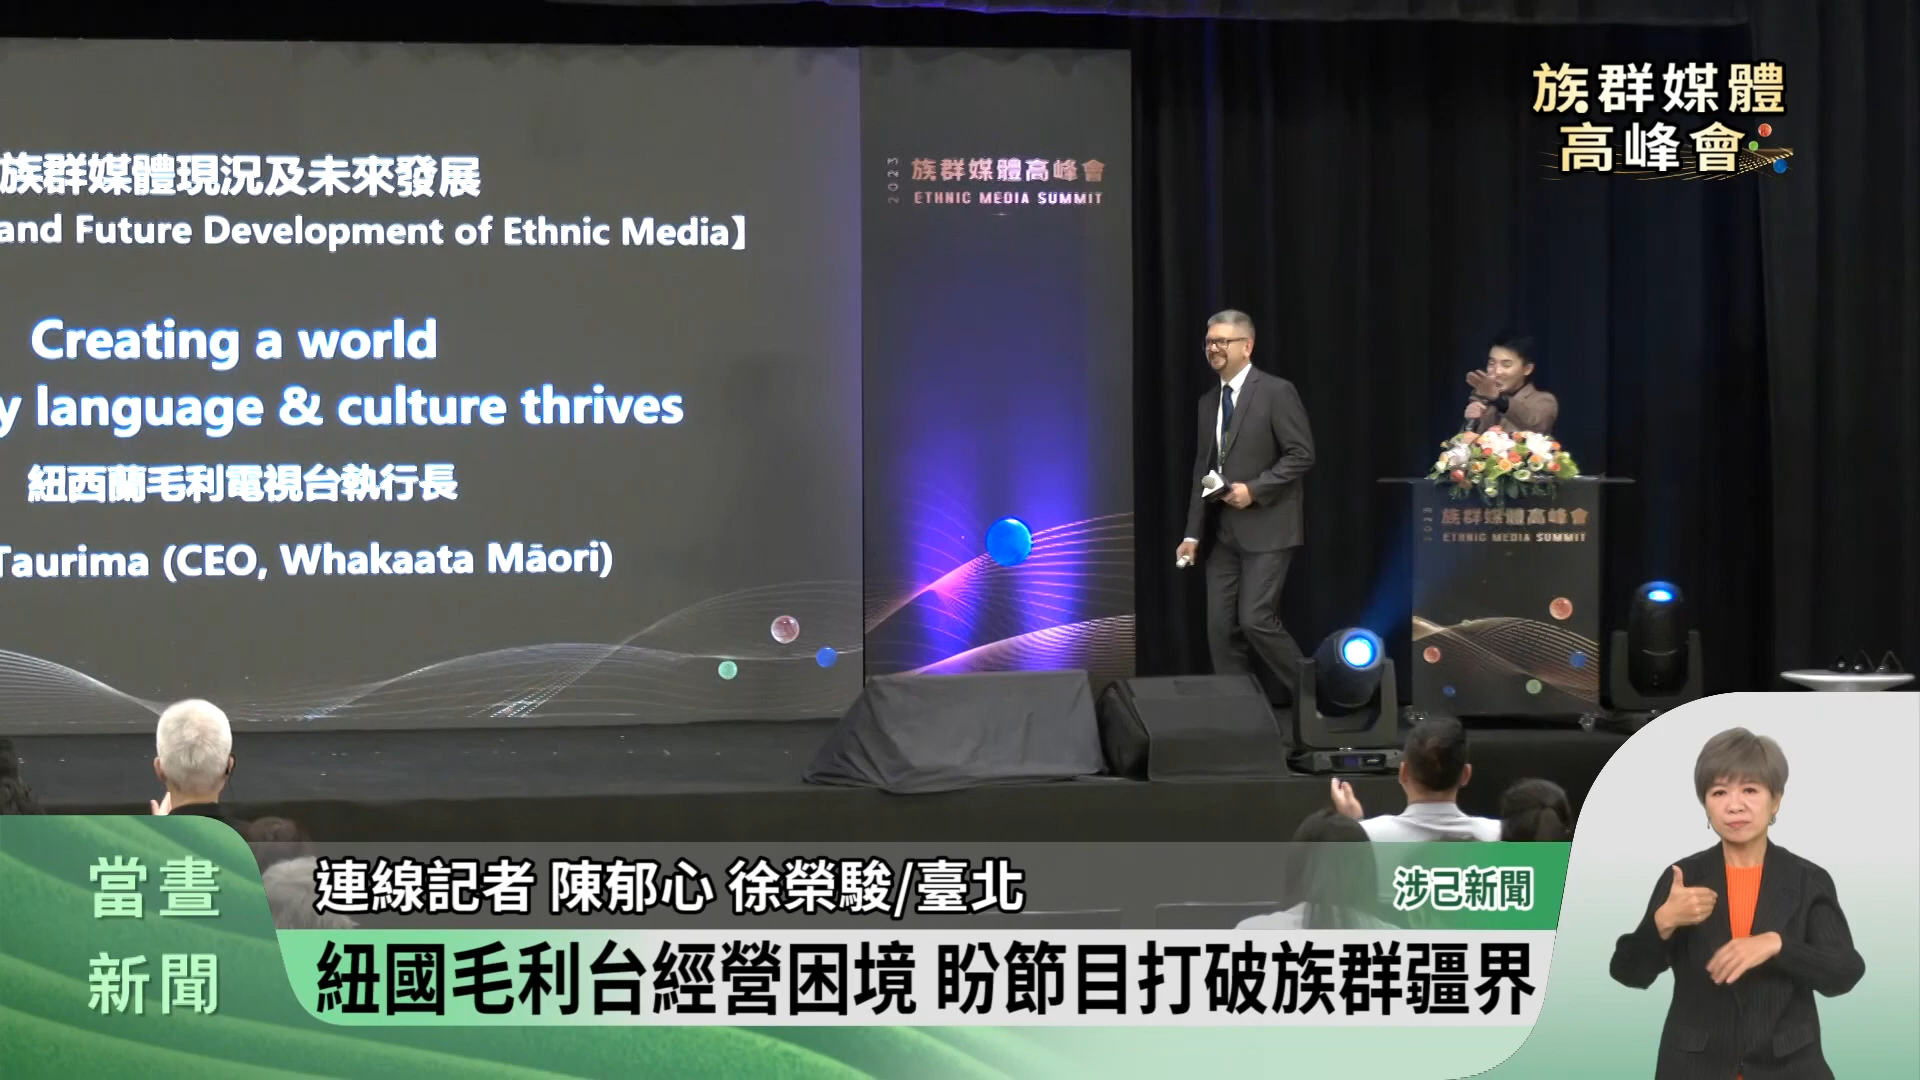 族群媒體
高峰會
族群媒體現況及未來發展
and Future Development of Ethnic Media】
Creating a world
y language & culture thrives
紐西蘭毛利電視台執行長
Taurima (CEO, Whakaata Māori)
2023
族群媒體高峰會
ETHNIC MEDIA SUMMIT
2023
族群媒體高峰會
ETHNIC MEDIA SUMMIT
當晝
新聞
連線記者 陳郁心 徐榮駿/臺北
涉己新聞
紐國毛利台經營困境 盼節目打破族群疆界